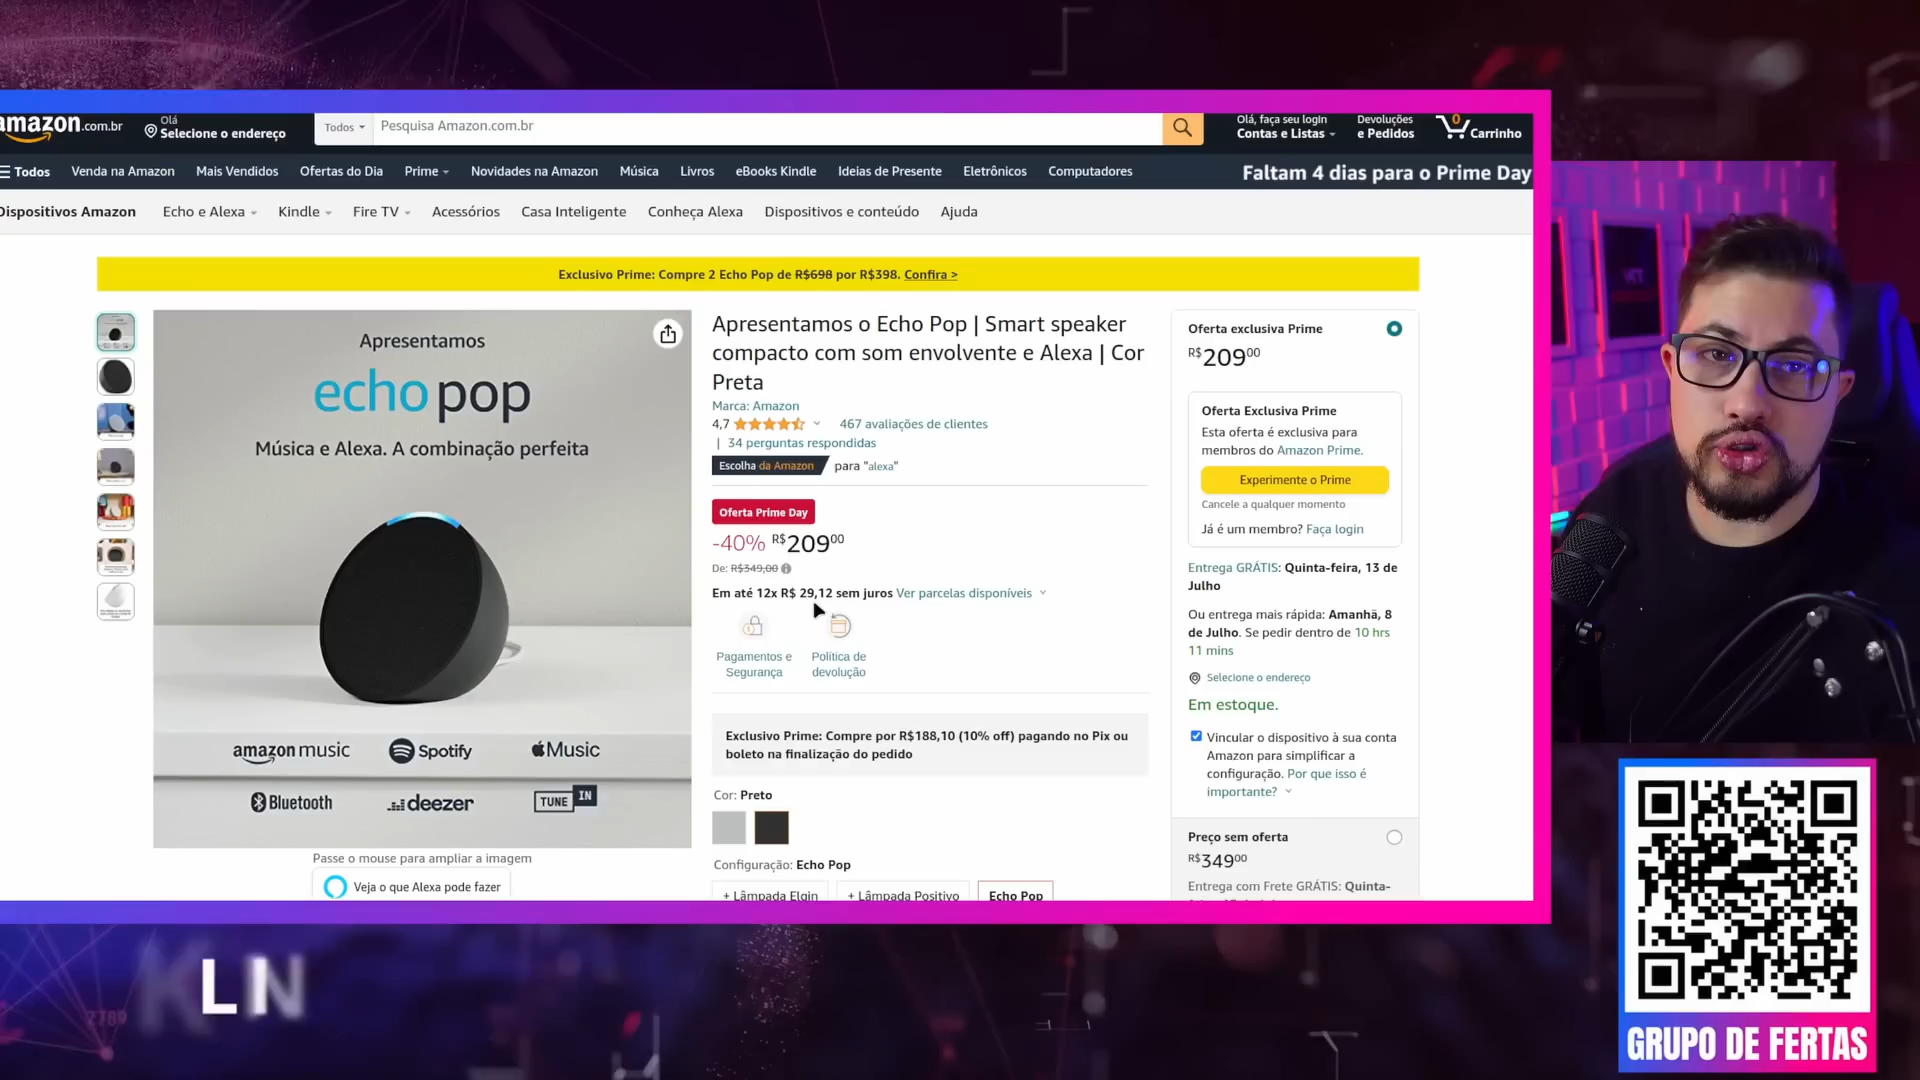 amazon.com.br
Olá
Selecione o endereço
Todos
Pesquisa Amazon.com.br
Olá, faça seu login
Contas e Listas
Devoluções
e Pedidos
0
Carrinho
Todos
Venda na Amazon
Mais Vendidos
Ofertas do Dia
Prime
Novidades na Amazon
Música
Livros
eBooks Kindle
Ideias de Presente
Eletrônicos
Computadores
Faltam 4 dias para o Prime Day
Dispositivos Amazon
Echo e Alexa
Kindle
Fire TV
Acessórios
Casa Inteligente
Conheça Alexa
Dispositivos e conteúdo
Ajuda
Exclusivo Prime: Compre 2 Echo Pop de R$698 por R$398. Confira >
Apresentamos
echo pop
Música e Alexa. A combinação perfeita
amazon music
Spotify
Music
Bluetooth
deezer
TUNE IN
Passe o mouse para ampliar a imagem
Veja o que Alexa pode fazer
Apresentamos o Echo Pop | Smart speaker
compacto com som envolvente e Alexa | Cor
Preta
Marca: Amazon
4,7
467 avaliações de clientes
| 34 perguntas respondidas
Escolha da Amazon para "alexa"
Oferta Prime Day
-40% R$20900
De: R$349,00
Em até 12x R$ 29,12 sem juros Ver parcelas disponíveis
Pagamentos e
Segurança
Política de
devolução
Exclusivo Prime: Compre por R$188,10 (10% off) pagando no Pix ou
boleto na finalização do pedido
Cor: Preto
Configuração: Echo Pop
+ Lâmpada Elgin
+ Lâmpada Positivo
Echo Pop
Oferta exclusiva Prime
R$20900
Oferta Exclusiva Prime
Esta oferta é exclusiva para
membros do Amazon Prime.
Experimente o Prime
Cancele a qualquer momento
Já é um membro? Faça login
Entrega GRÁTIS: Quinta-feira, 13 de
Julho
Ou entrega mais rápida: Amanhã, 8
de Julho. Se pedir dentro de 10 hrs
11 mins
Selecione o endereço
Em estoque.
Vincular o dispositivo à sua conta
Amazon para simplificar a
configuração. Por que isso é
importante?
Preço sem oferta
R$34900
Entrega com Frete GRÁTIS: Quinta-
L N
2789
GRUPO DE FERTAS